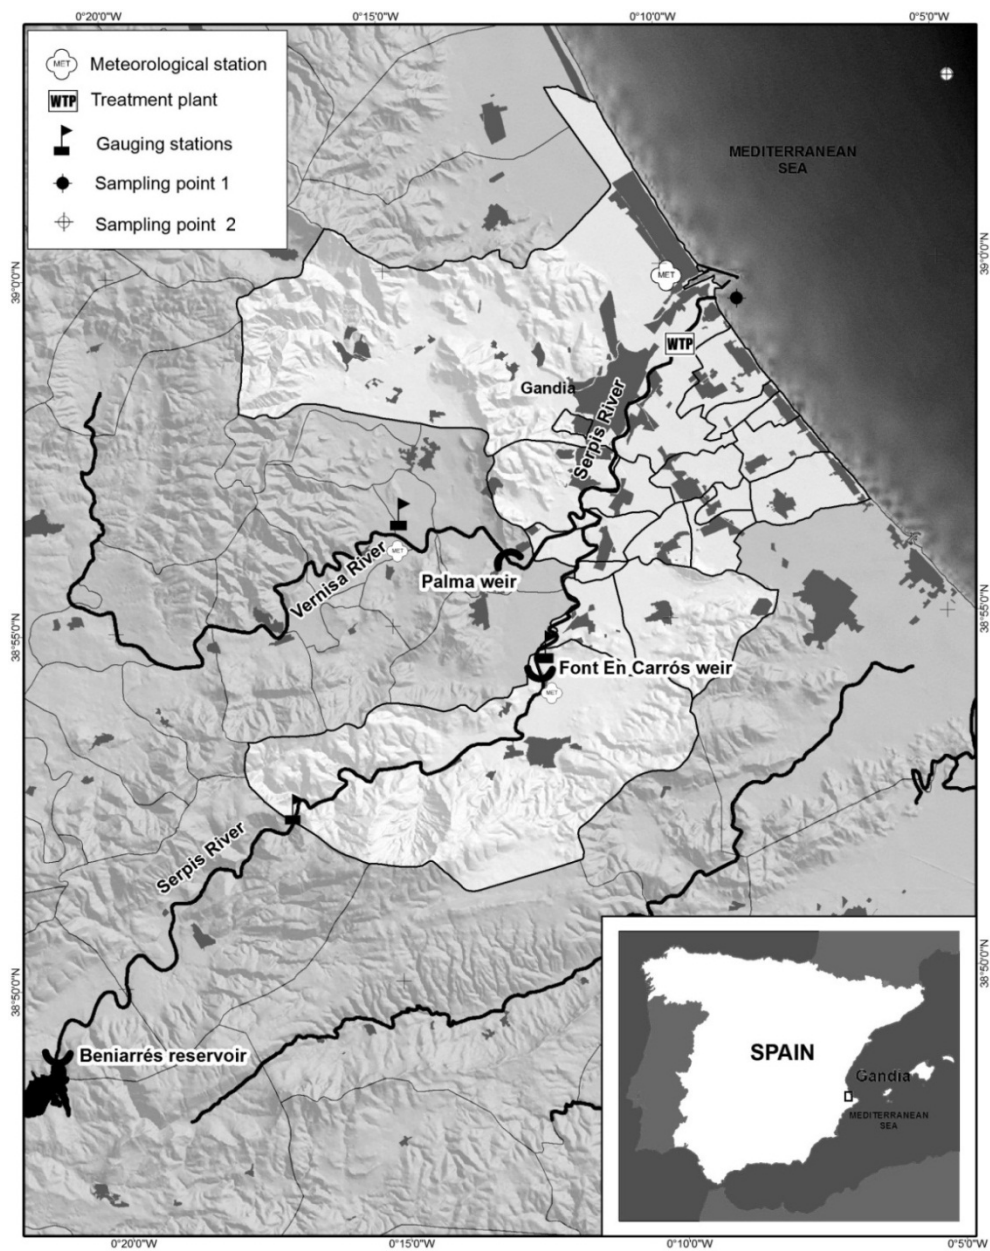 0°20'0"W 0°15'0"W 0°10'0"W 0°5'0"W
MET Meteorological station
WTP Treatment plant
Gauging stations
Sampling point 1
Sampling point 2
MEDITERRANEAN
SEA
39°0'0"N
39°0'0"N
MET
WTP
Gandia
Serpis River
MET
Vernisa River
Palma weir
38°55'0"N
38°55'0"N
Font En Carrós weir
MET
Serpis River
38°50'0"N
38°50'0"N
Beniarrés reservoir
SPAIN
Gandia
MEDITERRANEAN
SEA
0°20'0"W 0°15'0"W 0°10'0"W 0°5'0"W